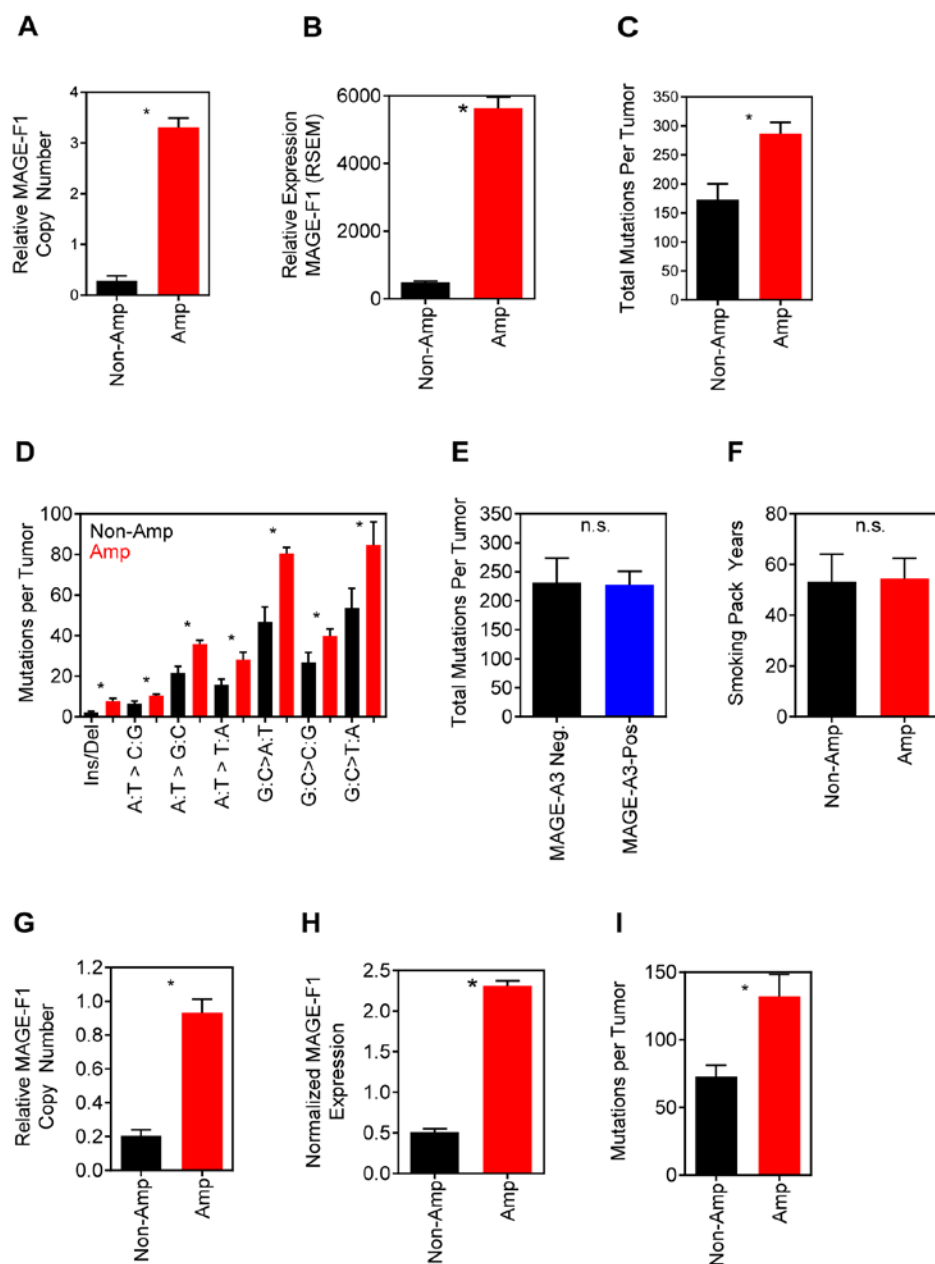 A
Relative MAGE-F1
Copy Number
4
3
2
1
0
*
Non-Amp
Amp
B
Relative Expression
MAGE-F1 (RSEM)
6000
4000
2000
0
*
Non-Amp
Amp
C
Total Mutations Per Tumor
350
300
250
200
150
100
50
0
*
Non-Amp
Amp
D
Mutations per Tumor
100
80
60
40
20
0
Non-Amp
Amp
*
*
*
*
*
*
*
Ins/Del
A:T > C:G
A:T > G:C
A:T > T:A
G:C>A:T
G:C>C:G
G:C>T:A
E
Total Mutations Per Tumor
350
300
250
200
150
100
50
0
n.s.
MAGE-A3 Neg.
MAGE-A3-Pos
F
Smoking Pack Years
80
60
40
20
0
n.s.
Non-Amp
Amp
G
Relative MAGE-F1
Copy Number
1.2
1.0
0.8
0.6
0.4
0.2
0.0
*
Non-Amp
Amp
H
Normalized MAGE-F1
Expression
2.5
2.0
1.5
1.0
0.5
0.0
*
Non-Amp
Amp
I
Mutations per Tumor
150
100
50
0
*
Non-Amp
Amp